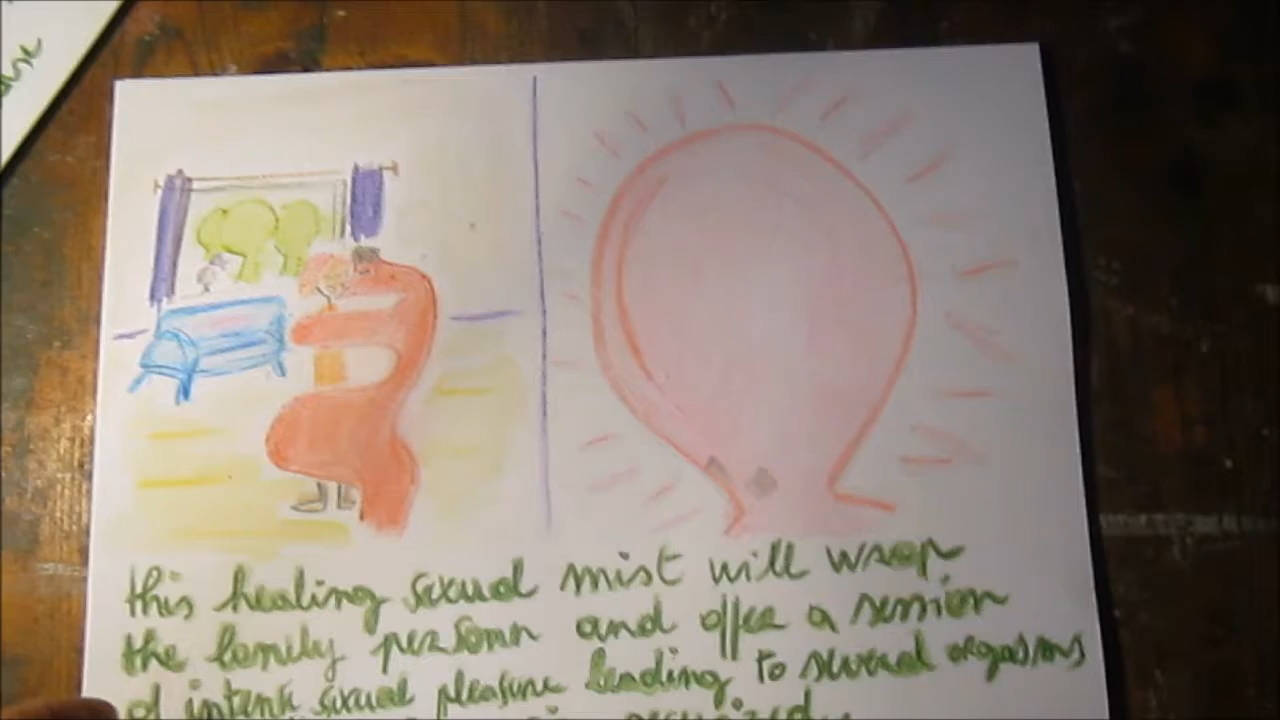 this healing sexual mist will wrap
the lonely person and offer a session
of intense sexual pleasure leading to several orgasms